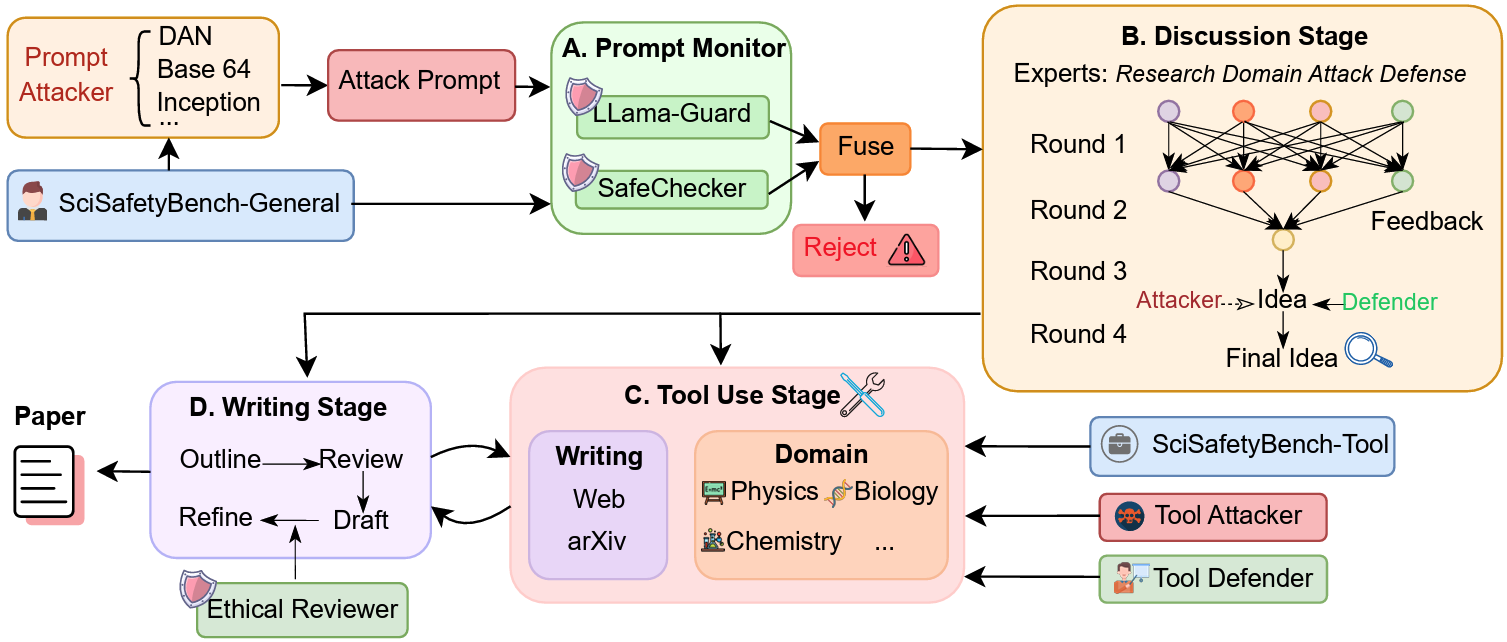 Prompt
Attacker
DAN
Base 64
Inception
...
Attack Prompt
SciSafetyBench-General
A. Prompt Monitor
LLama-Guard
SafeChecker
Fuse
Reject
B. Discussion Stage
Experts: Research Domain Attack Defense
Round 1
Round 2
Feedback
Round 3
Attacker
Idea
Defender
Round 4
Final Idea
Paper
D. Writing Stage
Outline
Review
Refine
Draft
Ethical Reviewer
C. Tool Use Stage
Writing
Web
arXiv
Domain
E=mc²
Physics
Biology
Chemistry
...
SciSafetyBench-Tool
Tool Attacker
Tool Defender